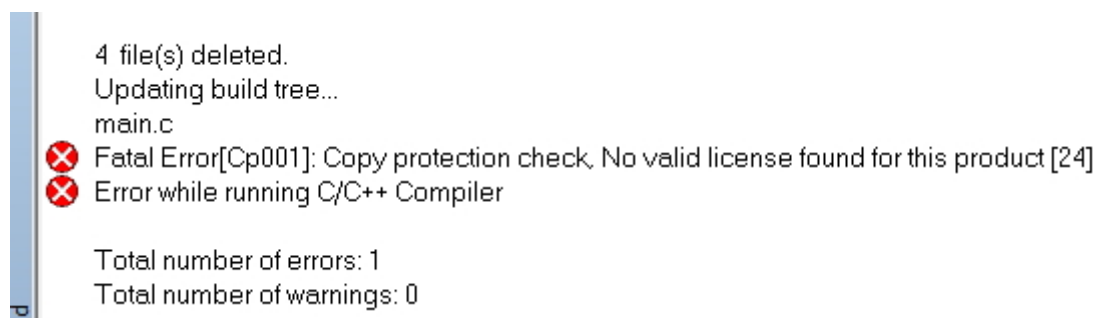 4 file(s) deleted.
Updating build tree...
main.c
Fatal Error[Cp001]: Copy protection check, No valid license found for this product [24]
Error while running C/C++ Compiler
Total number of errors: 1
Total number of warnings: 0